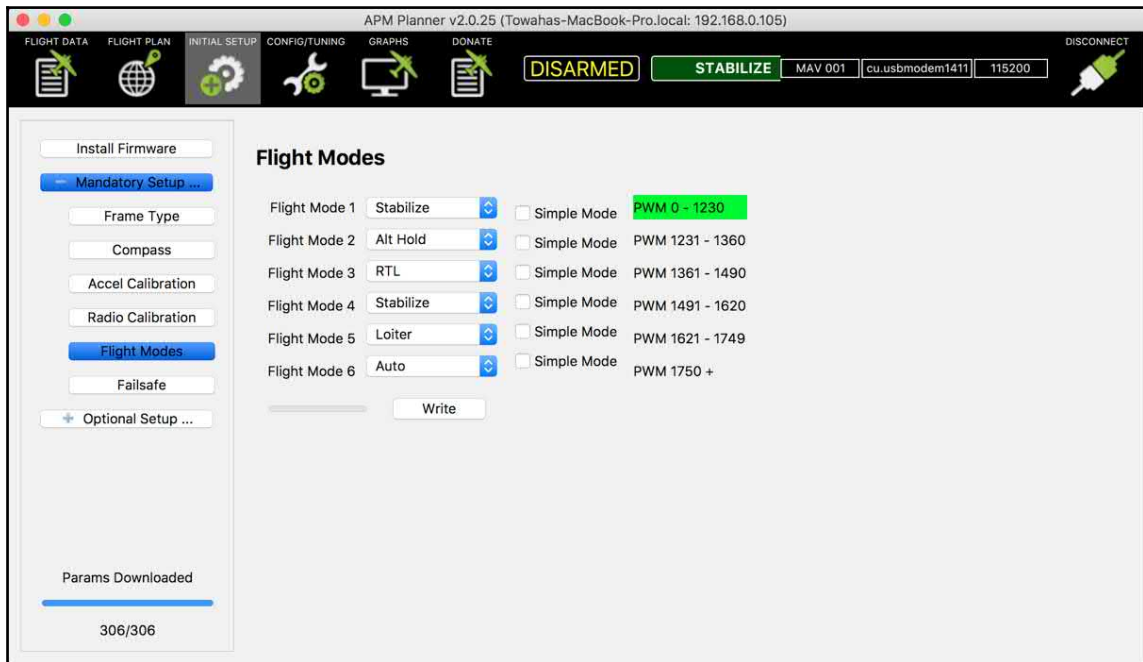 APM Planner v2.0.25 (Towahas-MacBook-Pro.local: 192.168.0.105)
FLIGHT DATA FLIGHT PLAN INITIAL SETUP CONFIG/TUNING GRAPHS DONATE DISCONNECT
DISARMED STABILIZE MAV 001 cu.usbmodem1411 115200
Install Firmware
Mandatory Setup ...
Frame Type
Compass
Accel Calibration
Radio Calibration
Flight Modes
Failsafe
Optional Setup ...
Params Downloaded
306/306
Flight Modes
Flight Mode 1 Stabilize Simple Mode PWM 0 - 1230
Flight Mode 2 Alt Hold Simple Mode PWM 1231 - 1360
Flight Mode 3 RTL Simple Mode PWM 1361 - 1490
Flight Mode 4 Stabilize Simple Mode PWM 1491 - 1620
Flight Mode 5 Loiter Simple Mode PWM 1621 - 1749
Flight Mode 6 Auto Simple Mode PWM 1750 +
Write